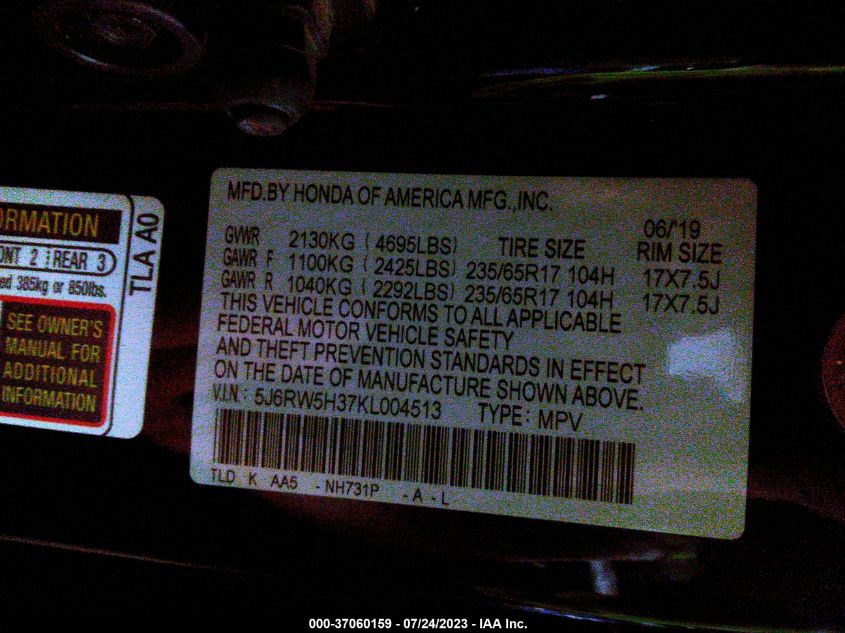 ORMATION
ONT 2 REAR 3
ed 385kg or 850lbs.
SEE OWNER'S
MANUAL FOR
ADDITIONAL
INFORMATION
TLA A0
MFD.BY HONDA OF AMERICA MFG.,INC.
06/'19
GVWR 2130KG ( 4695LBS) TIRE SIZE RIM SIZE
GAWR F 1100KG ( 2425LBS) 235/65R17 104H 17X7.5J
GAWR R 1040KG ( 2292LBS) 235/65R17 104H 17X7.5J
THIS VEHICLE CONFORMS TO ALL APPLICABLE
FEDERAL MOTOR VEHICLE SAFETY
AND THEFT PREVENTION STANDARDS IN EFFECT
ON THE DATE OF MANUFACTURE SHOWN ABOVE.
V.I.N.: 5J6RW5H37KL004513 TYPE: MPV
TLD K AA5 - NH731P - A - L
000-37060159 - 07/24/2023 - IAA Inc.